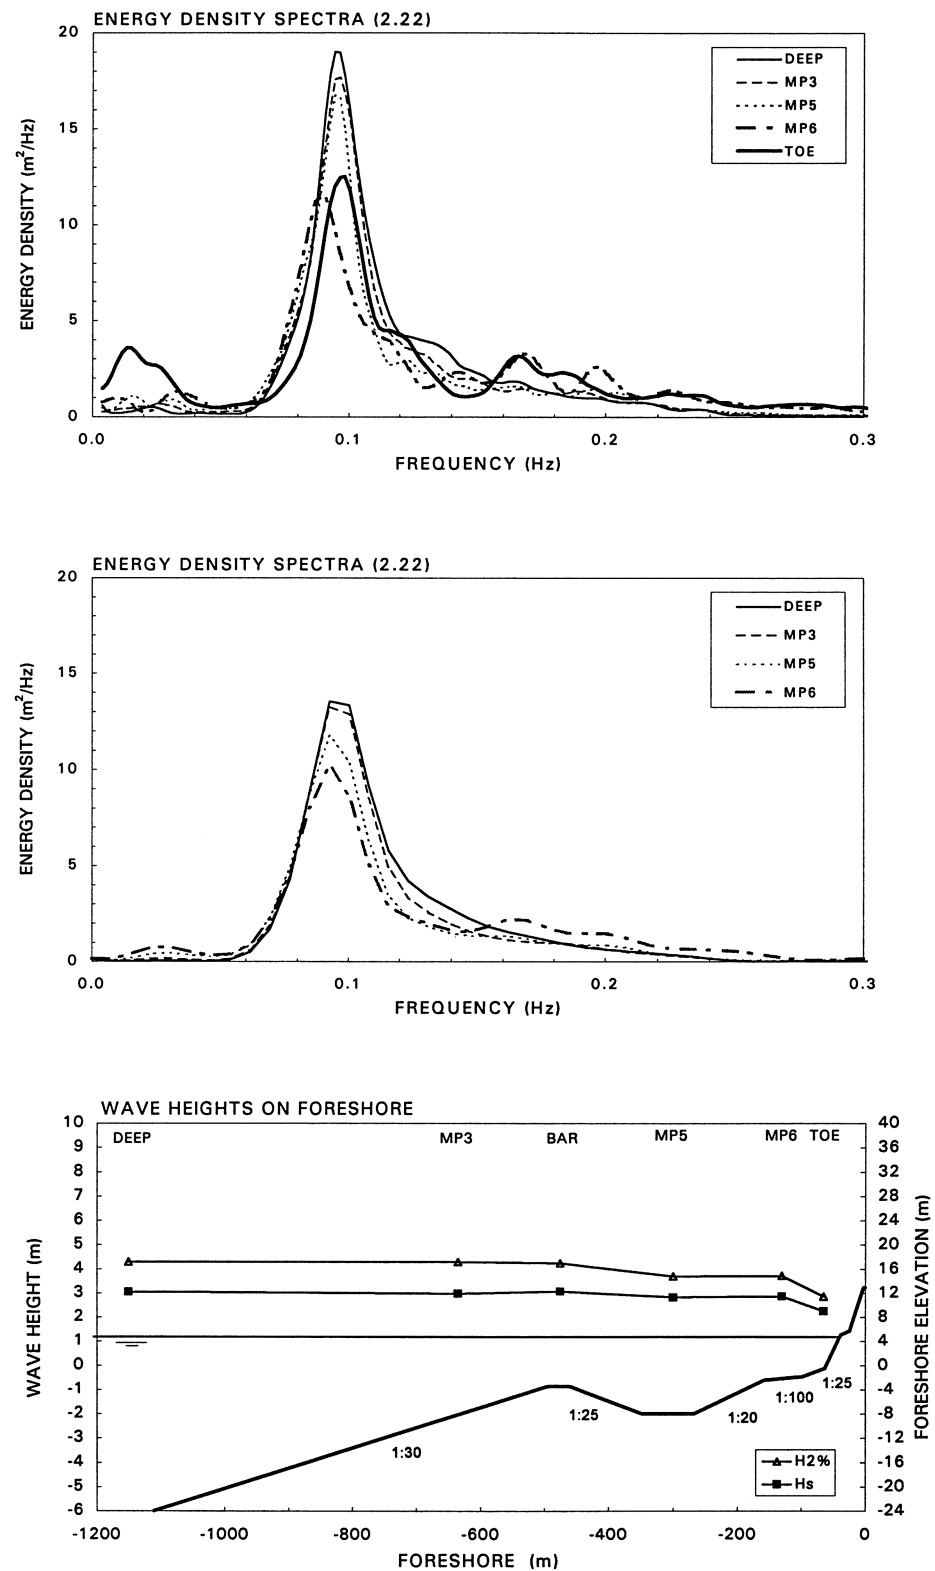 ENERGY DENSITY SPECTRA (2.22)
20
15
10
5
0
ENERGY DENSITY (m²/Hz)
DEEP
MP3
MP5
MP6
TOE
0.0 0.1 0.2 0.3
FREQUENCY (Hz)
ENERGY DENSITY SPECTRA (2.22)
20
15
10
5
0
ENERGY DENSITY (m²/Hz)
DEEP
MP3
MP5
MP6
0.0 0.1 0.2 0.3
FREQUENCY (Hz)
WAVE HEIGHTS ON FORESHORE
DEEP MP3 BAR MP5 MP6 TOE
10 40
9 36
8 32
7 28
6 24
5 20
4 16
3 12
2 8
1 4
0 0
-1 -4
-2 -8
-3 -12
-4 -16
-5 -20
-6 -24
WAVE HEIGHT (m)
FORESHORE ELEVATION (m)
1:30
1:25
1:20
1:100
1:25
H2%
Hs
-1200 -1000 -800 -600 -400 -200 0
FORESHORE (m)